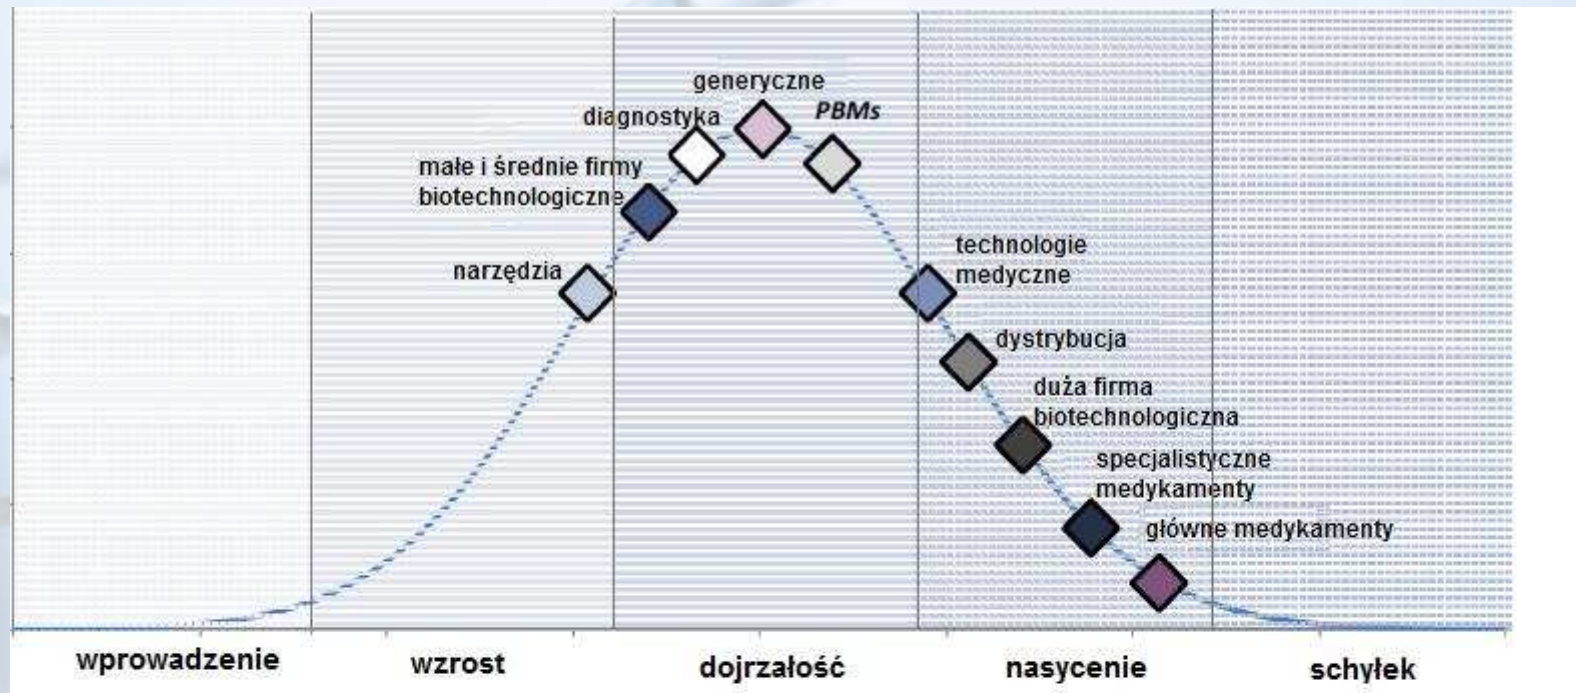 generyczne
PBMs
diagnostyka
małe i średnie firmy
biotechnologiczne
narzędzia
technologie
medyczne
dystrybucja
duża firma
biotechnologiczna
specjalistyczne
medykamenty
główne medykamenty
wprowadzenie
wzrost
dojrzałość
nasycenie
schyłek